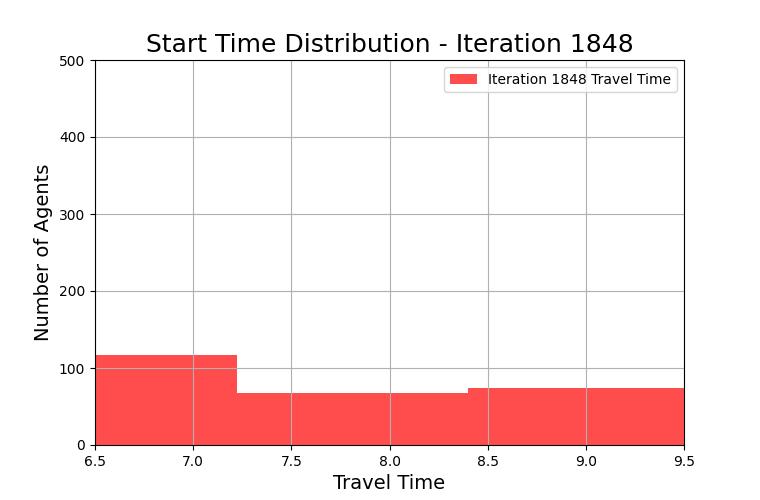 Start Time Distribution - Iteration 1848
Iteration 1848 Travel Time
Number of Agents
500
400
300
200
100
0
6.5 7.0 7.5 8.0 8.5 9.0 9.5
Travel Time